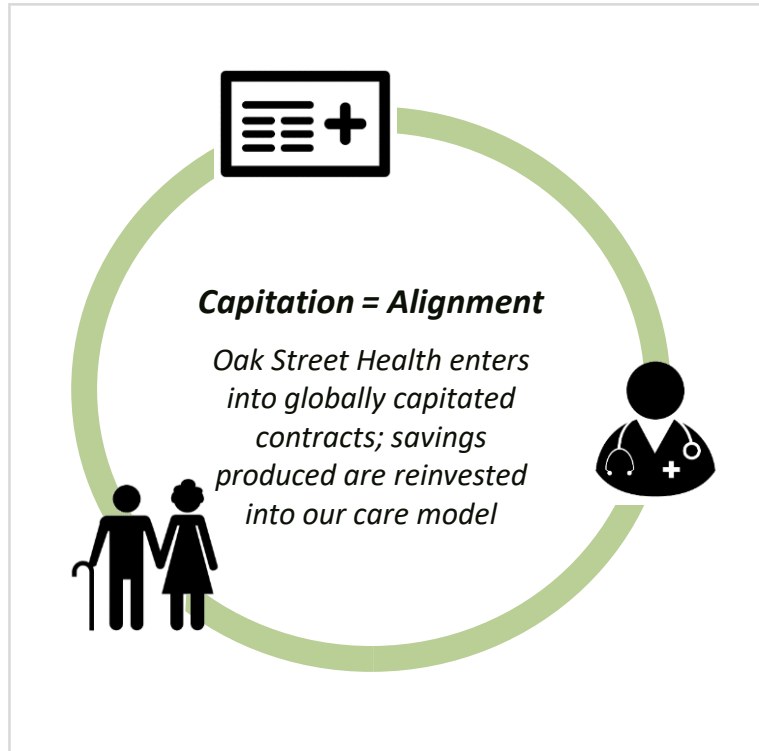 Capitation = Alignment
Oak Street Health enters
into globally capitated
contracts; savings
produced are reinvested
into our care model